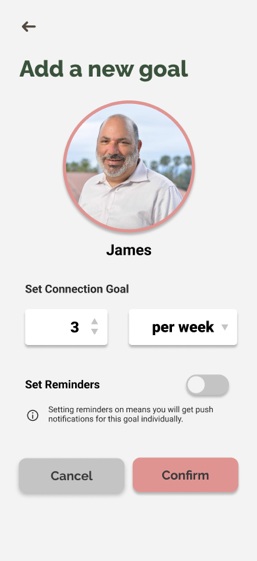 Add a new goal
James
Set Connection Goal
3
per week
Set Reminders
Setting reminders on means you will get push
notifications for this goal individually.
Cancel
Confirm